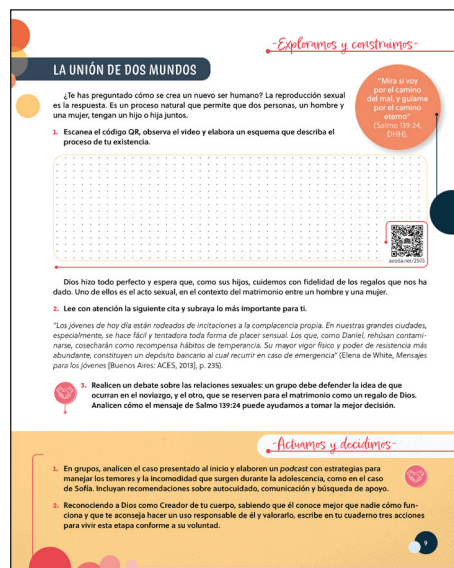 -Exploramos y construimos-
LA UNIÓN DE DOS MUNDOS
¿Te has preguntado cómo se crea un nuevo ser humano? La reproducción sexual
es la respuesta. Es un proceso natural que permite que dos personas, un hombre y
una mujer, tengan un hijo o hija juntos.
"Mira si voy
por el camino
del mal, y guíame
por el camino
eterno"
(Salmo 139:24,
DHH).
1. Escanea el código QR, observa el video y elabora un esquema que describa el
proceso de tu existencia.
acoda.net/2503
Dios hizo todo perfecto y espera que, como sus hijos, cuidemos con fidelidad de los regalos que nos ha
dado. Uno de ellos es el acto sexual, en el contexto del matrimonio entre un hombre y una mujer.
2. Lee con atención la siguiente cita y subraya lo más importante para ti.
"Los jóvenes de hoy día están rodeados de incitaciones a la complacencia propia. En nuestras grandes ciudades,
especialmente, se hace fácil y tentadora toda forma de placer sensual. Los que, como Daniel, rehúsan contami-
narse, cosecharán como recompensa hábitos de temperancia. Su mayor vigor físico y poder de resistencia más
abundante, constituyen un depósito bancario al cual recurrir en caso de emergencia" (Elena de White, Mensajes
para los jóvenes [Buenos Aires: ACES, 2013], p. 235).
3. Realicen un debate sobre las relaciones sexuales: un grupo debe defender la idea de que
ocurran en el noviazgo, y el otro, que se reserven para el matrimonio como un regalo de Dios.
Analicen cómo el mensaje de Salmo 139:24 puede ayudarnos a tomar la mejor decisión.
-Actuamos y decidimos-
1. En grupos, analicen el caso presentado al inicio y elaboren un podcast con estrategias para
manejar los temores y la incomodidad que surgen durante la adolescencia, como en el caso
de Sofía. Incluyan recomendaciones sobre autocuidado, comunicación y búsqueda de apoyo.
2. Reconociendo a Dios como Creador de tu cuerpo, sabiendo que él conoce mejor que nadie cómo fun-
ciona y que te aconseja hacer un uso responsable de él y valorarlo, escribe en tu cuaderno tres acciones
para vivir esta etapa conforme a su voluntad.
9